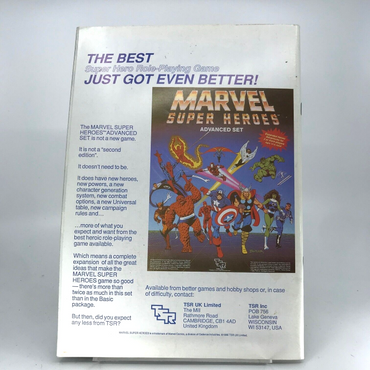 THE BEST
Super Hero Role-Playing Game
JUST GOT EVEN BETTER!
MARVEL
SUPER HEROES
ADVANCED SET
The MARVEL SUPER
HEROES™ ADVANCED
SET is not a new game.
It is not a "second
edition".
It doesn't need to be.
It does have new heroes,
new powers, a new
character generation
system, new combat
options, a new Universal
table, new campaign
rules and...
...more of what you
expect and want from the
best heroic role-playing
game available.
Which means a complete
expansion of all the great
ideas that make the
MARVEL SUPER
HEROES game so good
— there's more than
twice as much in this set
than in the Basic
package.
But then, did you expect
any less from TSR?
Available from better games and hobby shops or, in case
of difficulty, contact:
TSR
TSR UK Limited
The Mill
Rathmore Road
CAMBRIDGE, CB1 4AD
United Kingdom
TSR Inc
POB 756
Lake Geneva
WISCONSIN
WI 53147, USA